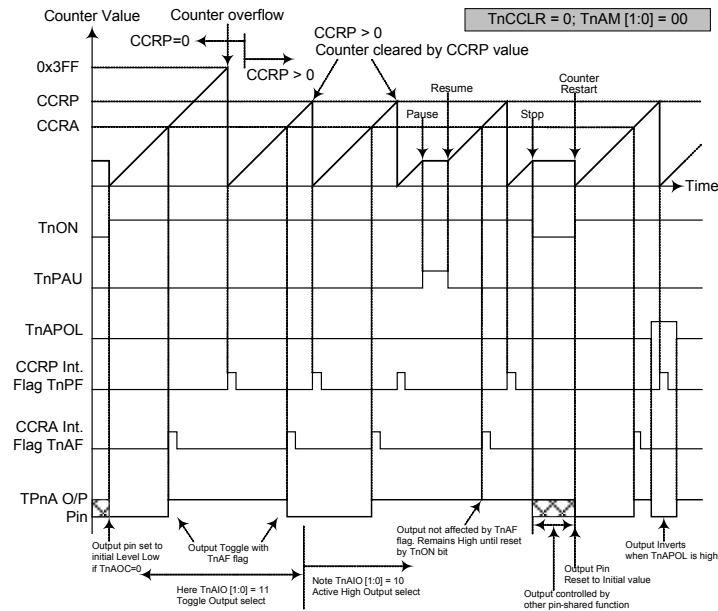 Counter Value
Counter overflow
TnCCLR = 0; TnAM [1:0] = 00
CCRP=0
CCRP > 0
CCRP > 0
Counter cleared by CCRP value
0x3FF
CCRP
CCRA
Pause
Resume
Stop
Counter
Restart
Time
TnON
TnPAU
TnAPOL
CCRP Int.
Flag TnPF
CCRA Int.
Flag TnAF
TPnA O/P
Pin
Output pin set to
initial Level Low
if TnAOC=0
Output Toggle with
TnAF flag
Here TnAIO [1:0] = 11
Toggle Output select
Note TnAIO [1:0] = 10
Active High Output select
Output not affected by TnAF
flag. Remains High until reset
by TnON bit
Output controlled by
other pin-shared function
Output Pin
Reset to Initial value
Output Inverts
when TnAPOL is high